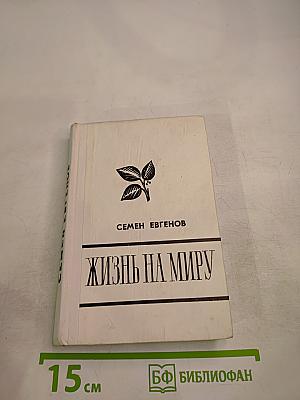 СЕМЕН ЕВГЕНОВ
ЖИЗНЬ НА МИРУ
15 см
БФ БИБЛИОФАН